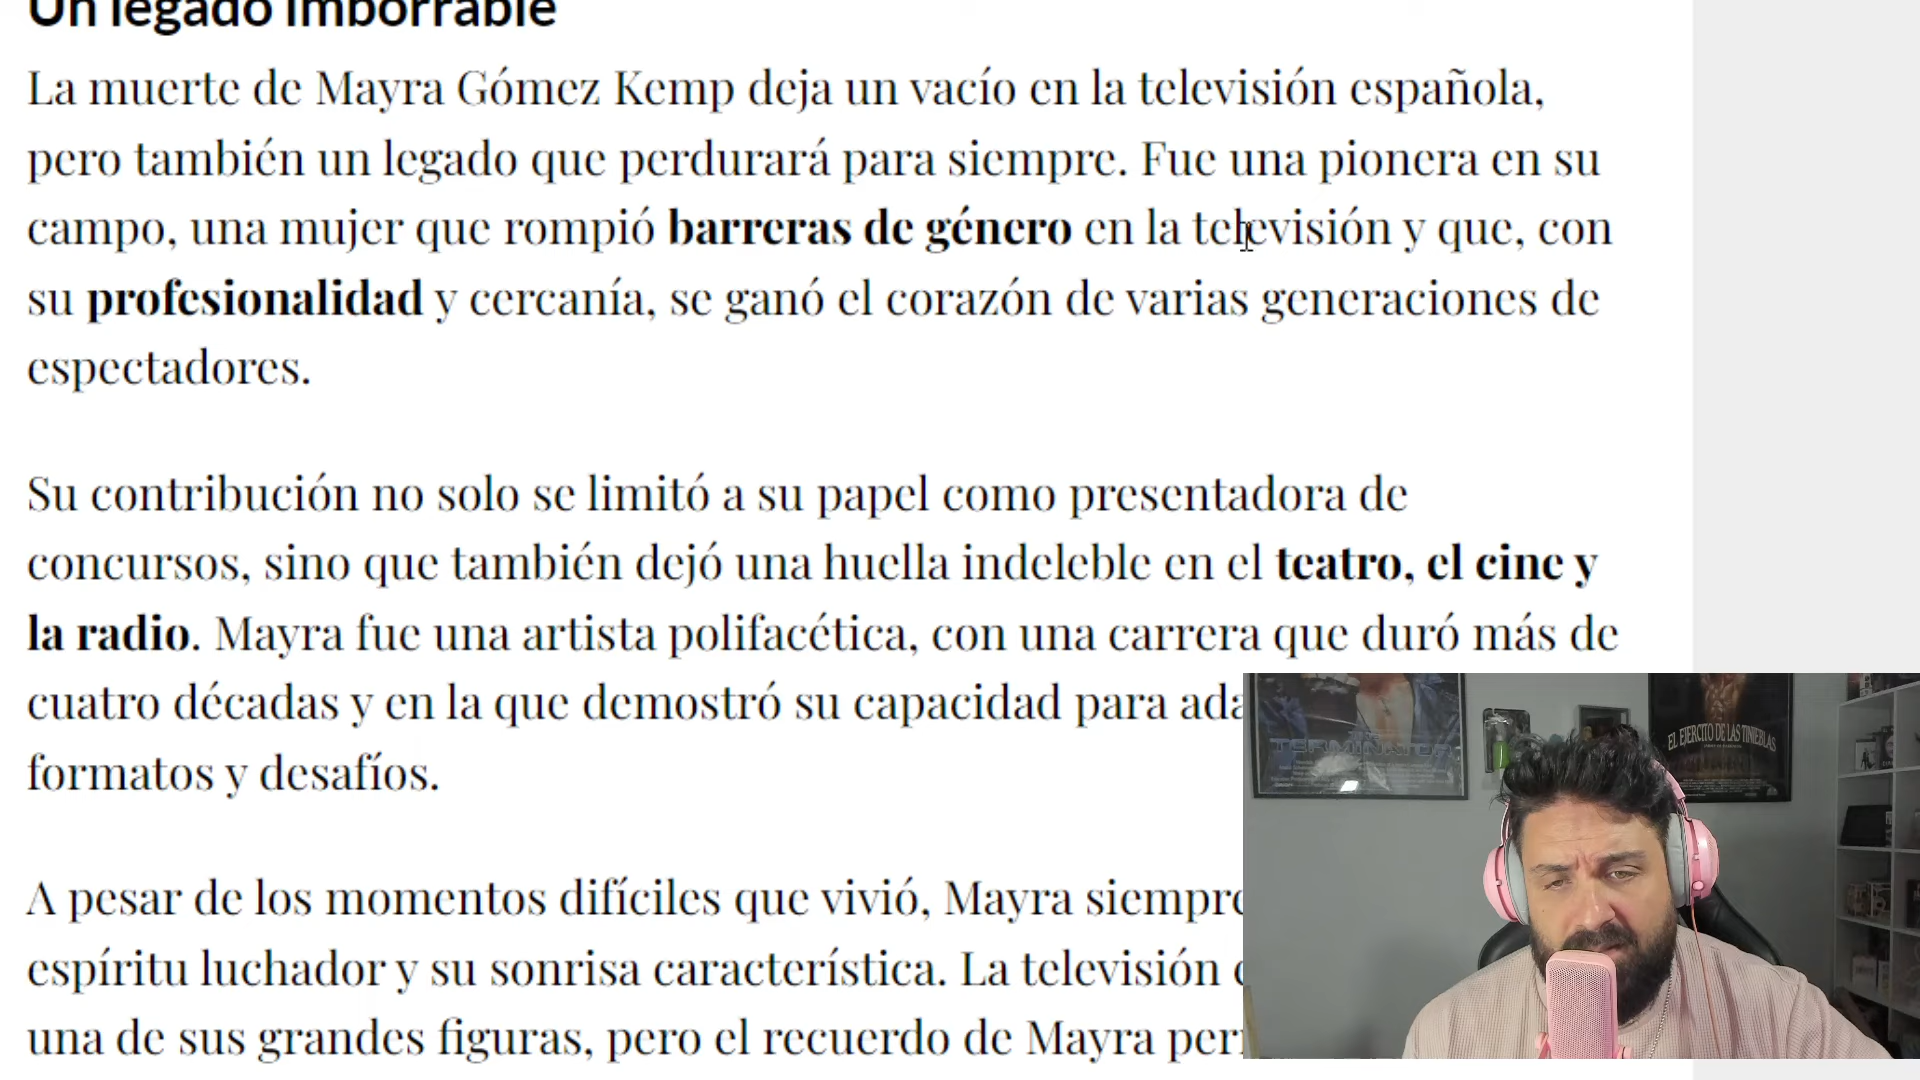 Un legado imborrable
La muerte de Mayra Gómez Kemp deja un vacío en la televisión española,
pero también un legado que perdurará para siempre. Fue una pionera en su
campo, una mujer que rompió barreras de género en la televisión y que, con
su profesionalidad y cercanía, se ganó el corazón de varias generaciones de
espectadores.
Su contribución no solo se limitó a su papel como presentadora de
concursos, sino que también dejó una huella indeleble en el teatro, el cine y
la radio. Mayra fue una artista polifacética, con una carrera que duró más de
cuatro décadas y en la que demostró su capacidad para ada
formatos y desafíos.
A pesar de los momentos difíciles que vivió, Mayra siempre
espíritu luchador y su sonrisa característica. La televisión
una de sus grandes figuras, pero el recuerdo de Mayra per
TERMINATOR
EL EJERCITO DE LAS TINIEBLAS